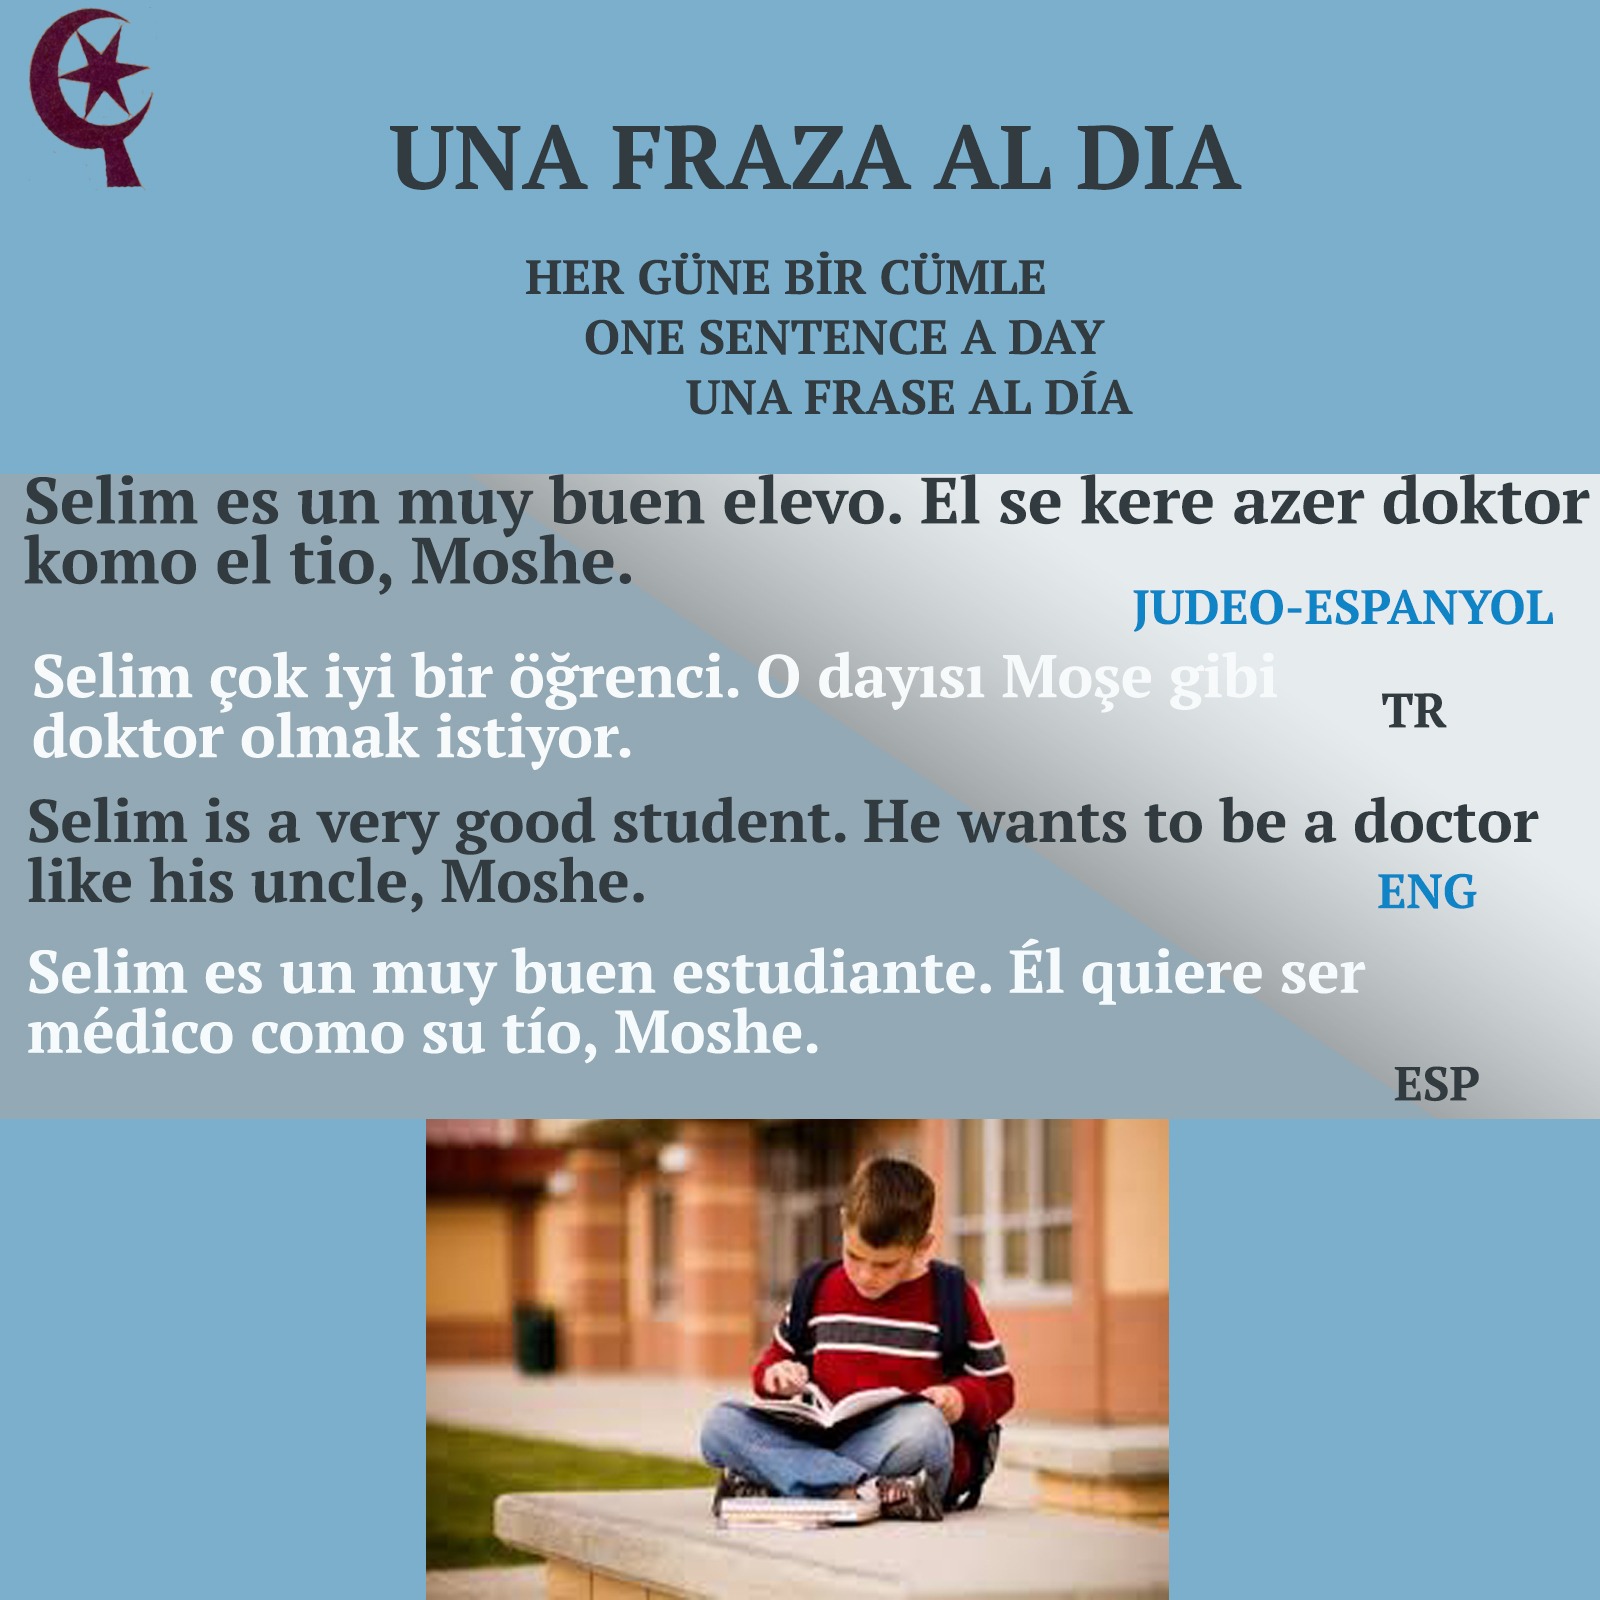 UNA FRAZA AL DIA
HER GÜNE BİR CÜMLE
ONE SENTENCE A DAY
UNA FRASE AL DÍA
Selim es un muy buen elevo. El se kere azer doktor
komo el tio, Moshe.
JUDEO-ESPANYOL
Selim çok iyi bir öğrenci. O dayısı Moşe gibi
doktor olmak istiyor.
TR
Selim is a very good student. He wants to be a doctor
like his uncle, Moshe.
ENG
Selim es un muy buen estudiante. Él quiere ser
médico como su tío, Moshe.
ESP